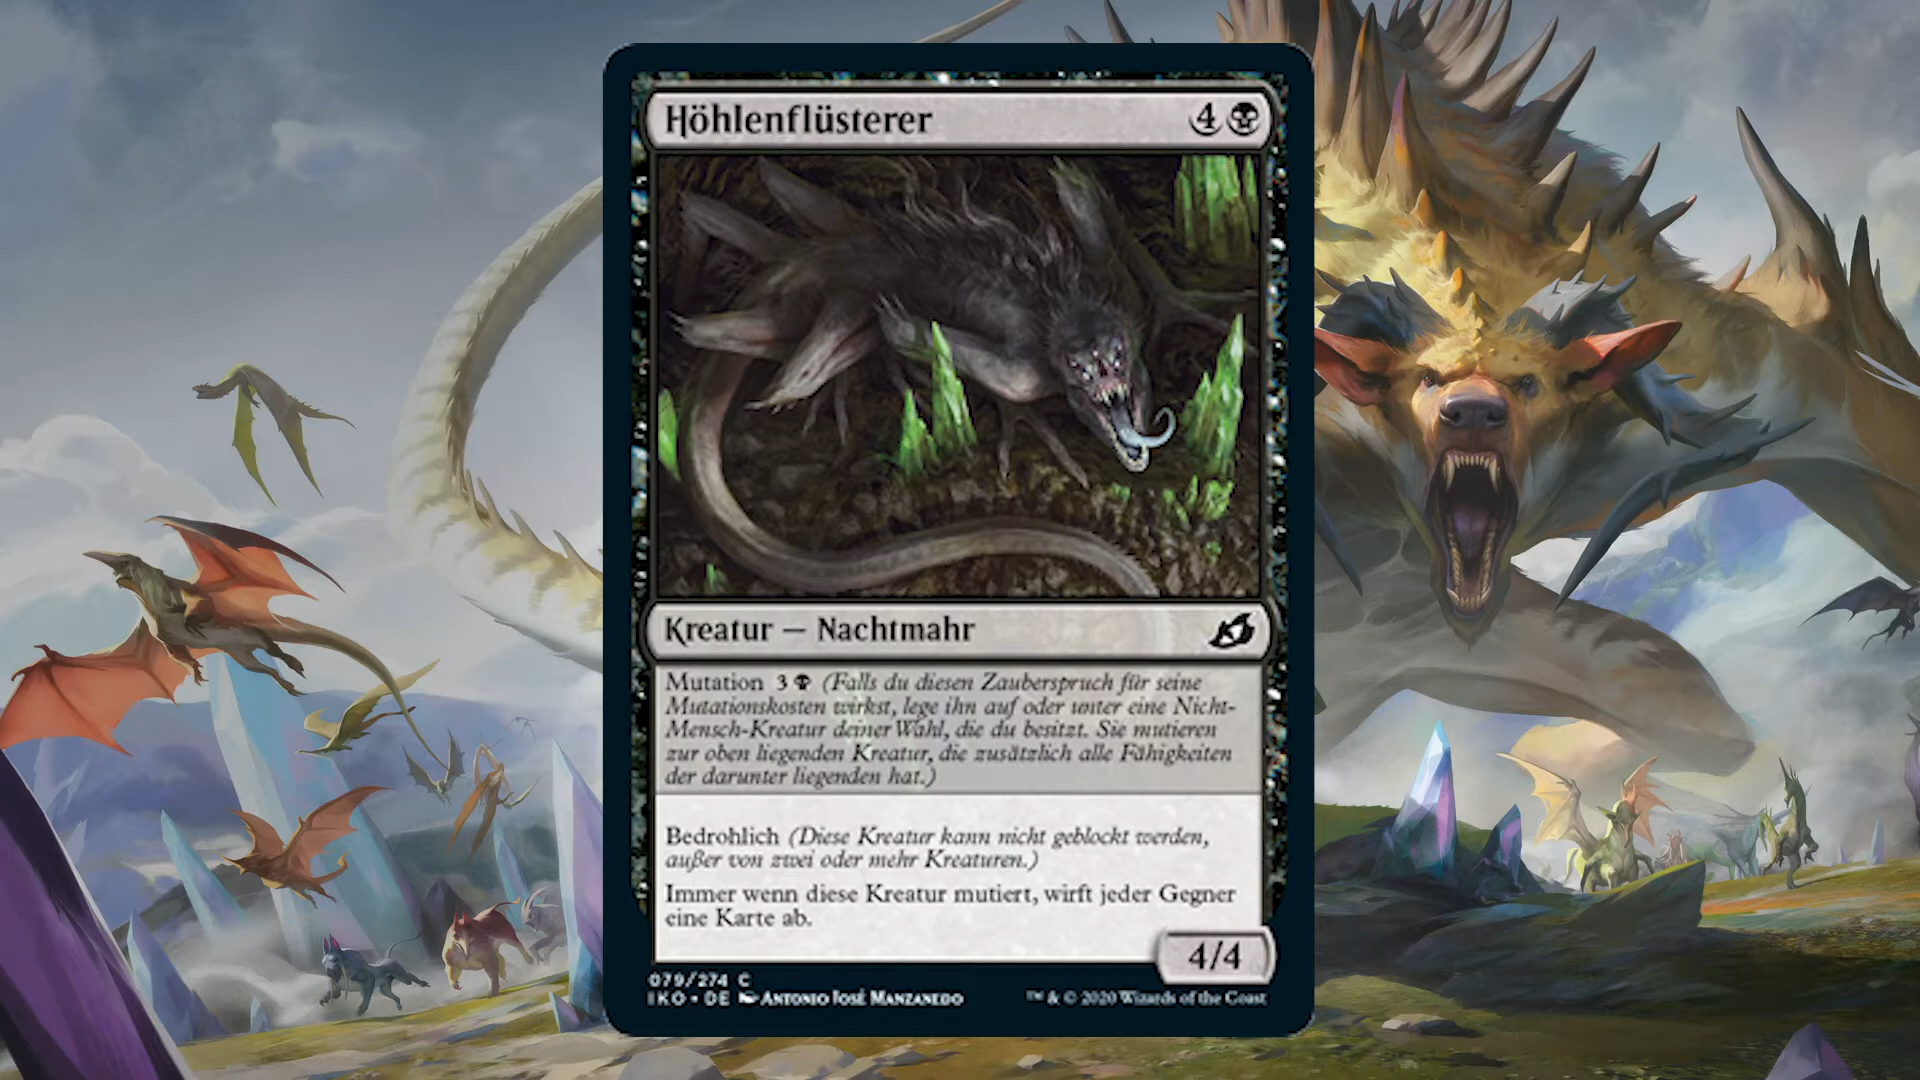 Höhlenflüsterer 4
Kreatur — Nachtmahr
Mutation 3 (Falls du diesen Zauberspruch für seine
Mutationskosten wirkst, lege ihn auf oder unter eine Nicht-
Mensch-Kreatur deiner Wahl, die du besitzt. Sie mutieren
zur oben liegenden Kreatur, die zusätzlich alle Fähigkeiten
der darunter liegenden hat.)
Bedrohlich (Diese Kreatur kann nicht geblockt werden,
außer von zwei oder mehr Kreaturen.)
Immer wenn diese Kreatur mutiert, wirft jeder Gegner
eine Karte ab.
4/4
079/274 C
IKO • DE Antonio José Manzanedo
™ & © 2020 Wizards of the Coast